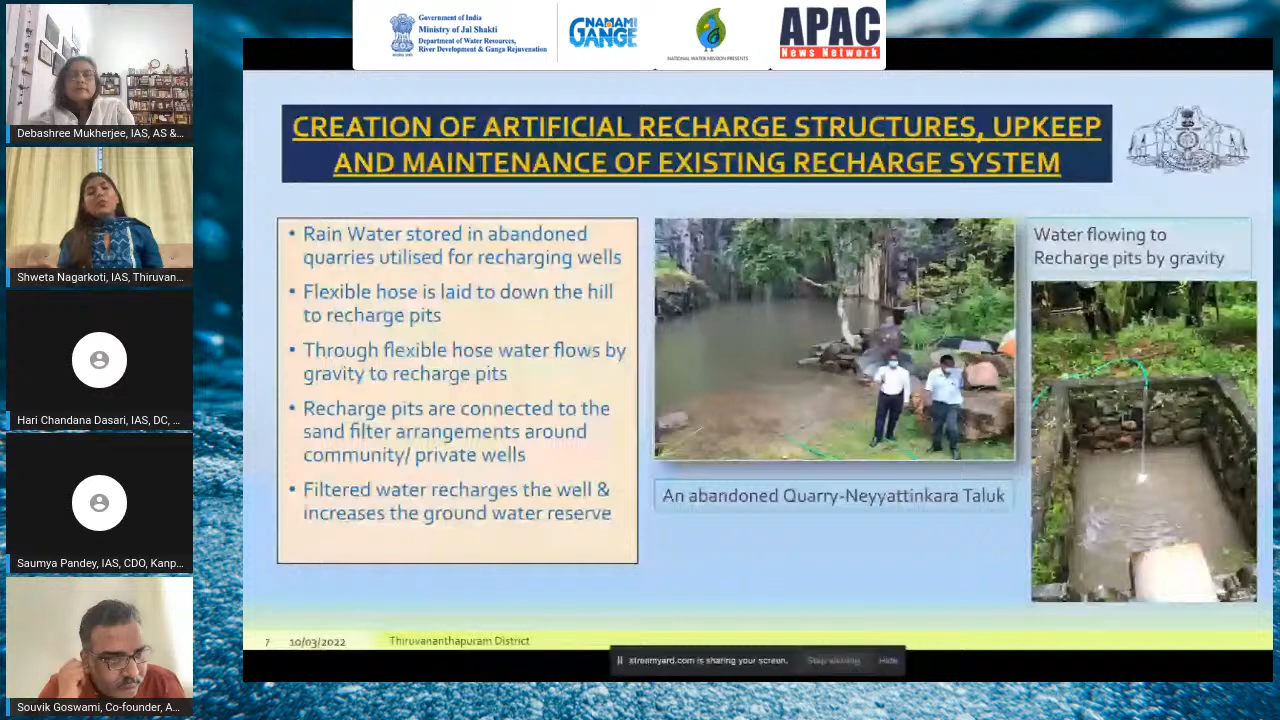 Government of India
Ministry of Jal Shakti
Department of Water Resources,
River Development & Ganga Rejuvenation
NAMAMI
GANGE
NATIONAL WATER MISSION PRESENTS
APAC
News Network
Debashree Mukherjee, IAS, AS &...
Shweta Nagarkoti, IAS, Thiruvan...
Hari Chandana Dasari, IAS, DC, ...
Saumya Pandey, IAS, CDO, Kanp...
Souvik Goswami, Co-founder, A...
CREATION OF ARTIFICIAL RECHARGE STRUCTURES, UPKEEP
AND MAINTENANCE OF EXISTING RECHARGE SYSTEM
• Rain Water stored in abandoned
quarries utilised for recharging wells
• Flexible hose is laid to down the hill
to recharge pits
• Through flexible hose water flows by
gravity to recharge pits
• Recharge pits are connected to the
sand filter arrangements around
community/ private wells
• Filtered water recharges the well &
increases the ground water reserve
An abandoned Quarry-Neyyattinkara Taluk
Water flowing to
Recharge pits by gravity
7 10/03/2022 Thiruvananthapuram District
streamyard.com is sharing your screen. Stop sharing Hide